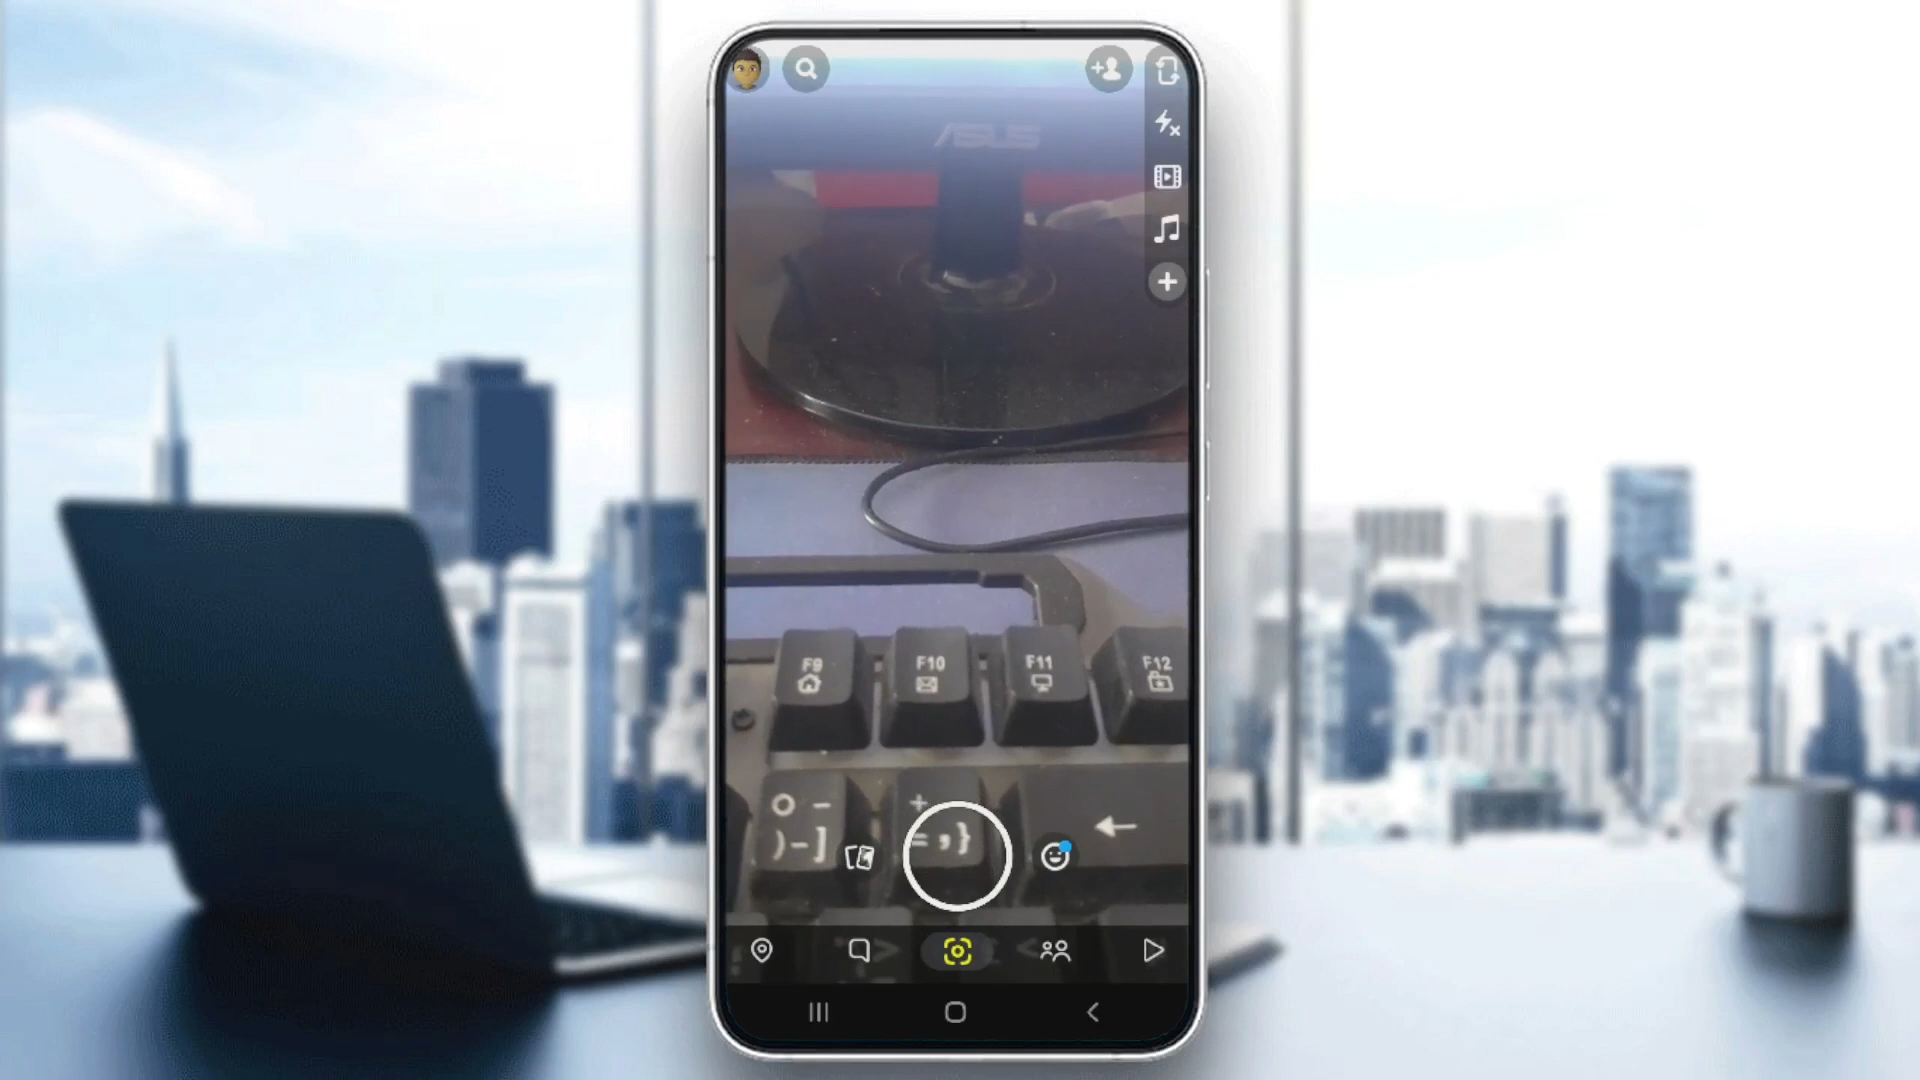 ASUS
F9 F10 F11 F12
O - +
) - ] = , }